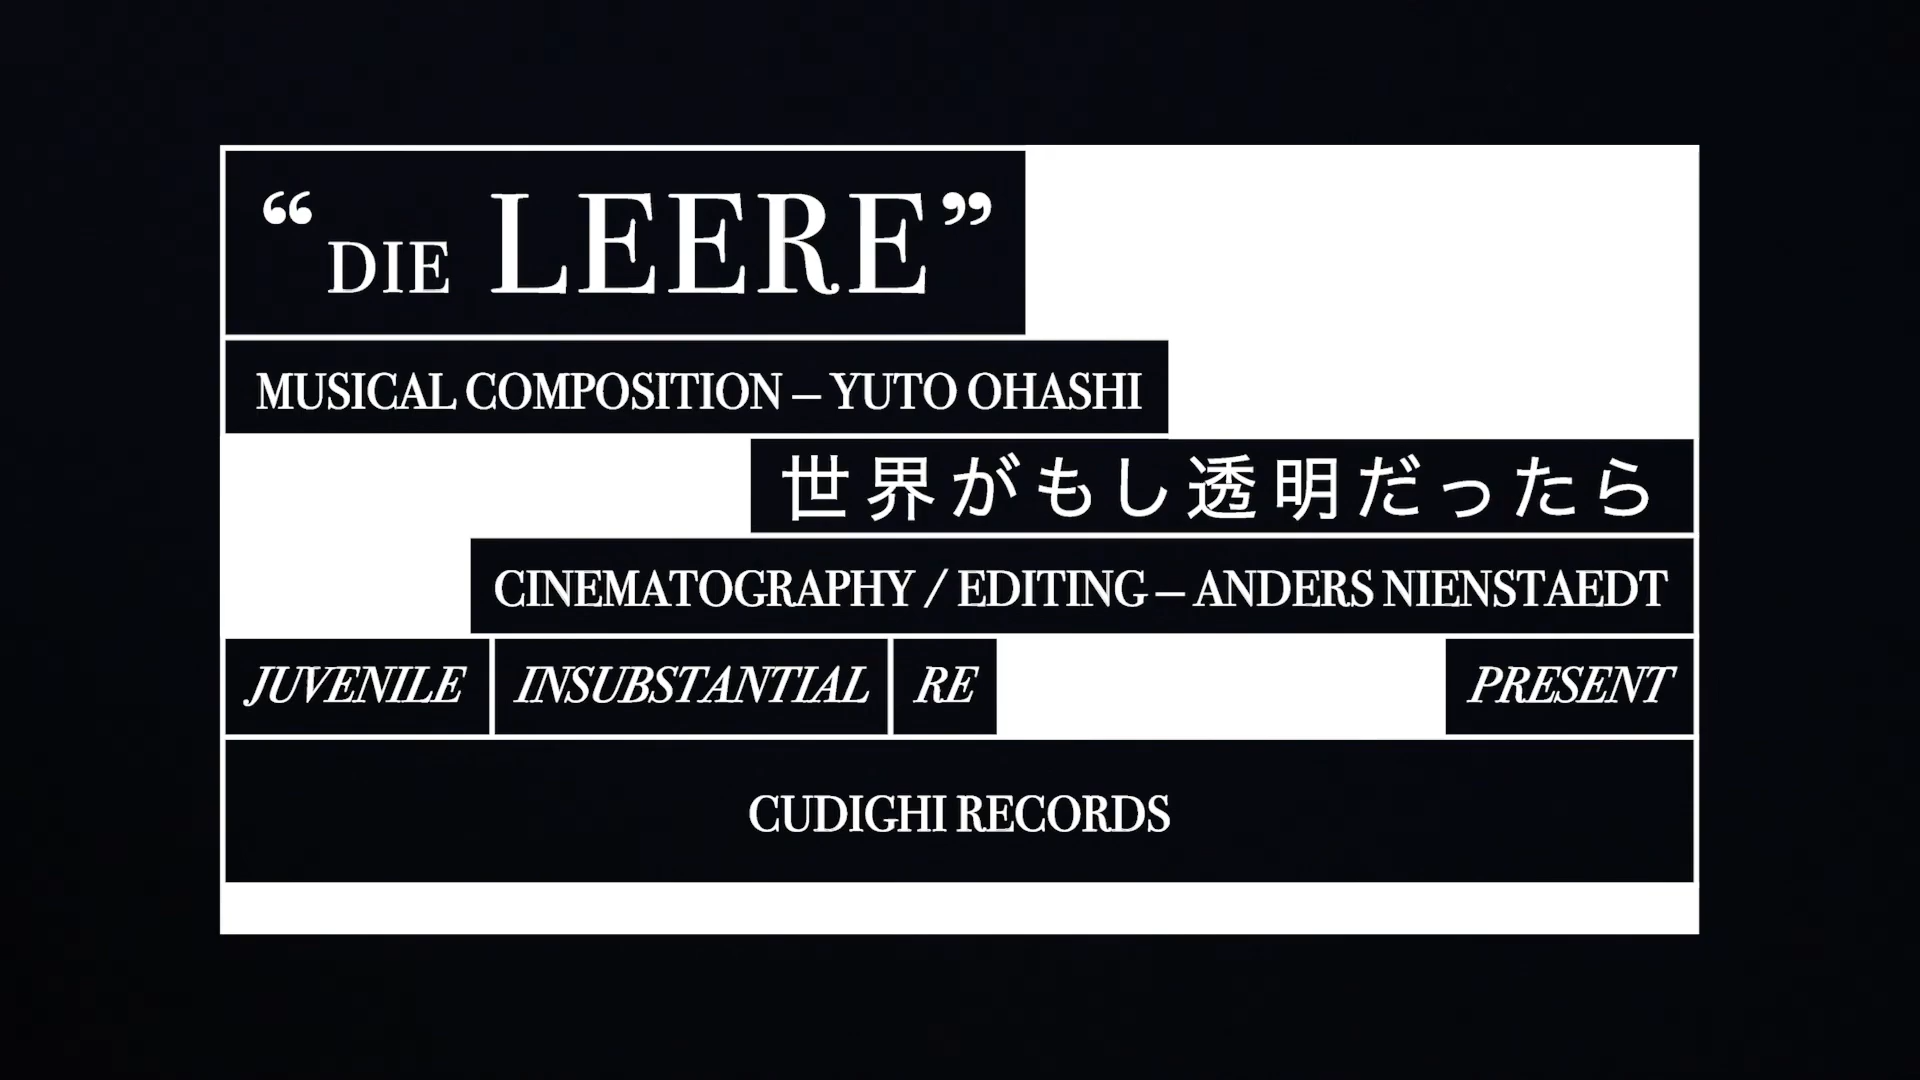 “DIE LEERE”
MUSICAL COMPOSITION – YUTO OHASHI
世界がもし透明だったら
CINEMATOGRAPHY / EDITING – ANDERS NIENSTAEDT
JUVENILE INSUBSTANTIAL RE PRESENT
CUDIGHI RECORDS